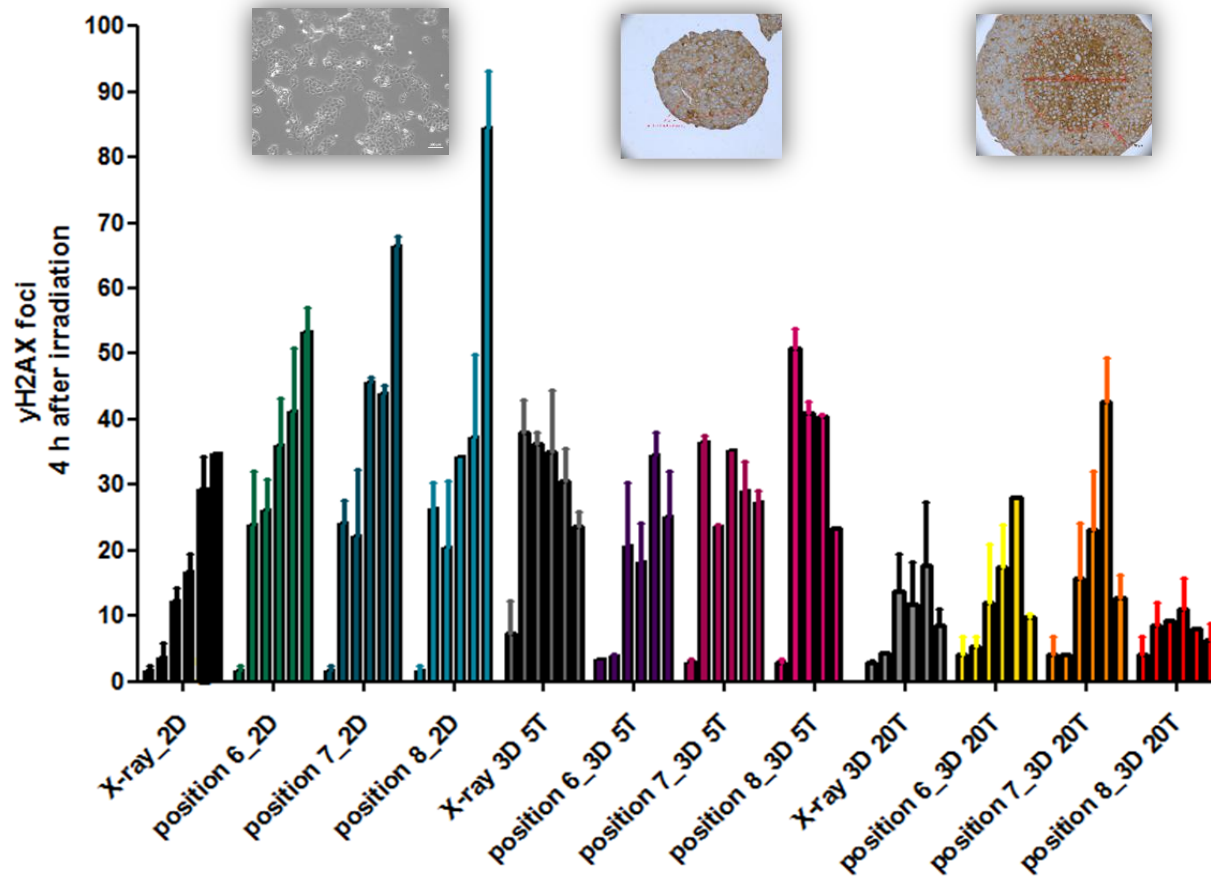 100
90
80
70
60
50
40
30
20
10
0
yH2AX foci
4 h after irradiation
X-ray_2D
position 6_2D
position 7_2D
position 8_2D
X-ray 3D 5T
position 6_3D 5T
position 7_3D 5T
position 8_3D 5T
X-ray 3D 20T
position 6_3D 20T
position 7_3D 20T
position 8_3D 20T